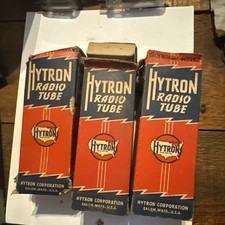 HYTRON
RADIO
TUBE
HYTRON
HYTRON CORPORATION
SALEM, MASS., U.S.A.
HYTRON
RADIO
TUBE
HYTRON
HYTRON CORPORATION
SALEM, MASS., U.S.A.
HYTRON
RADIO
TUBE
HYTRON
HYTRON CORPORATION
SALEM, MASS., U.S.A.